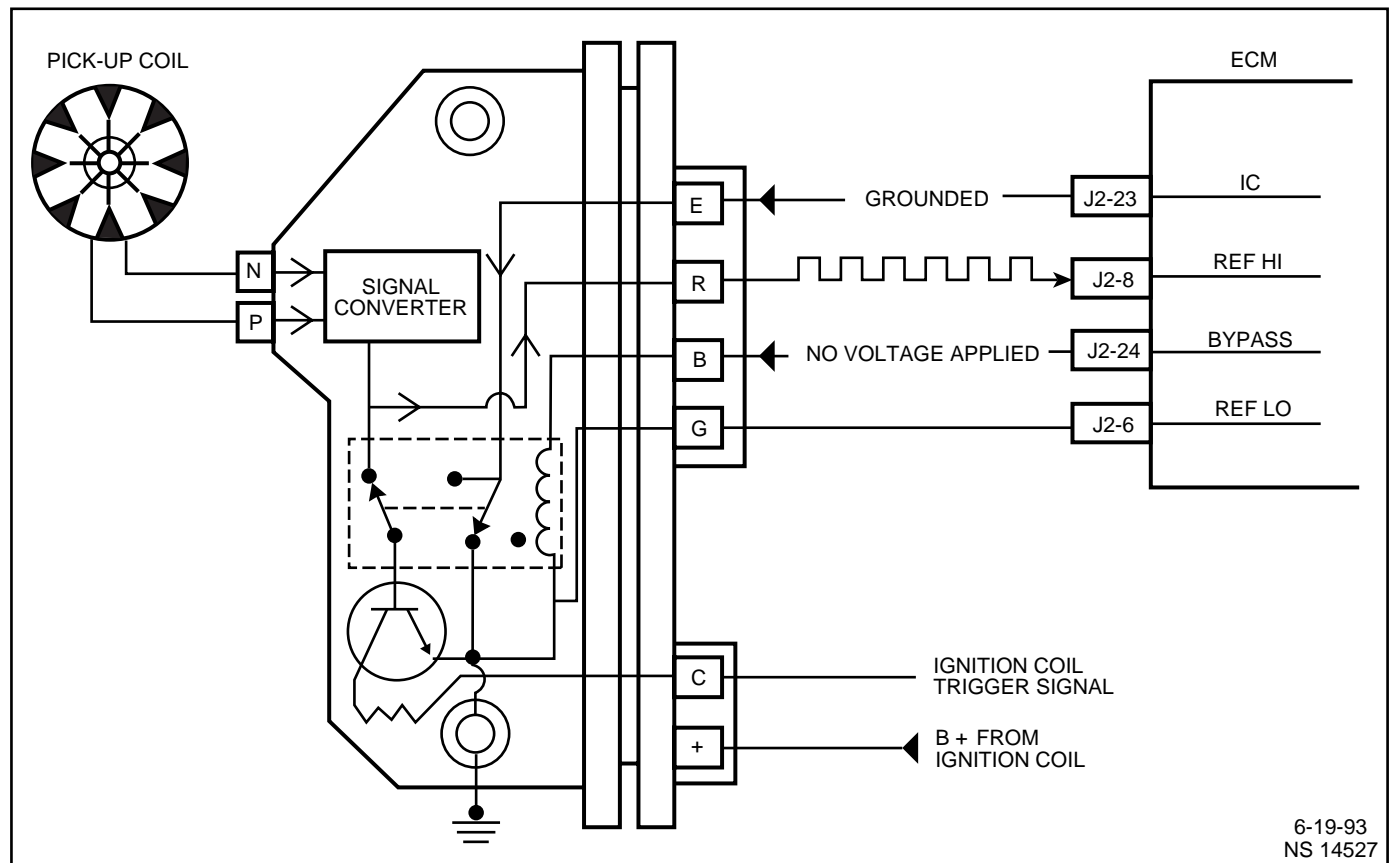 PICK-UP COIL
ECM
N
P
SIGNAL
CONVERTER
E
GROUNDED
J2-23
IC
R
J2-8
REF HI
B
NO VOLTAGE APPLIED
J2-24
BYPASS
G
J2-6
REF LO
C
IGNITION COIL
TRIGGER SIGNAL
+
B + FROM
IGNITION COIL
6-19-93
NS 14527